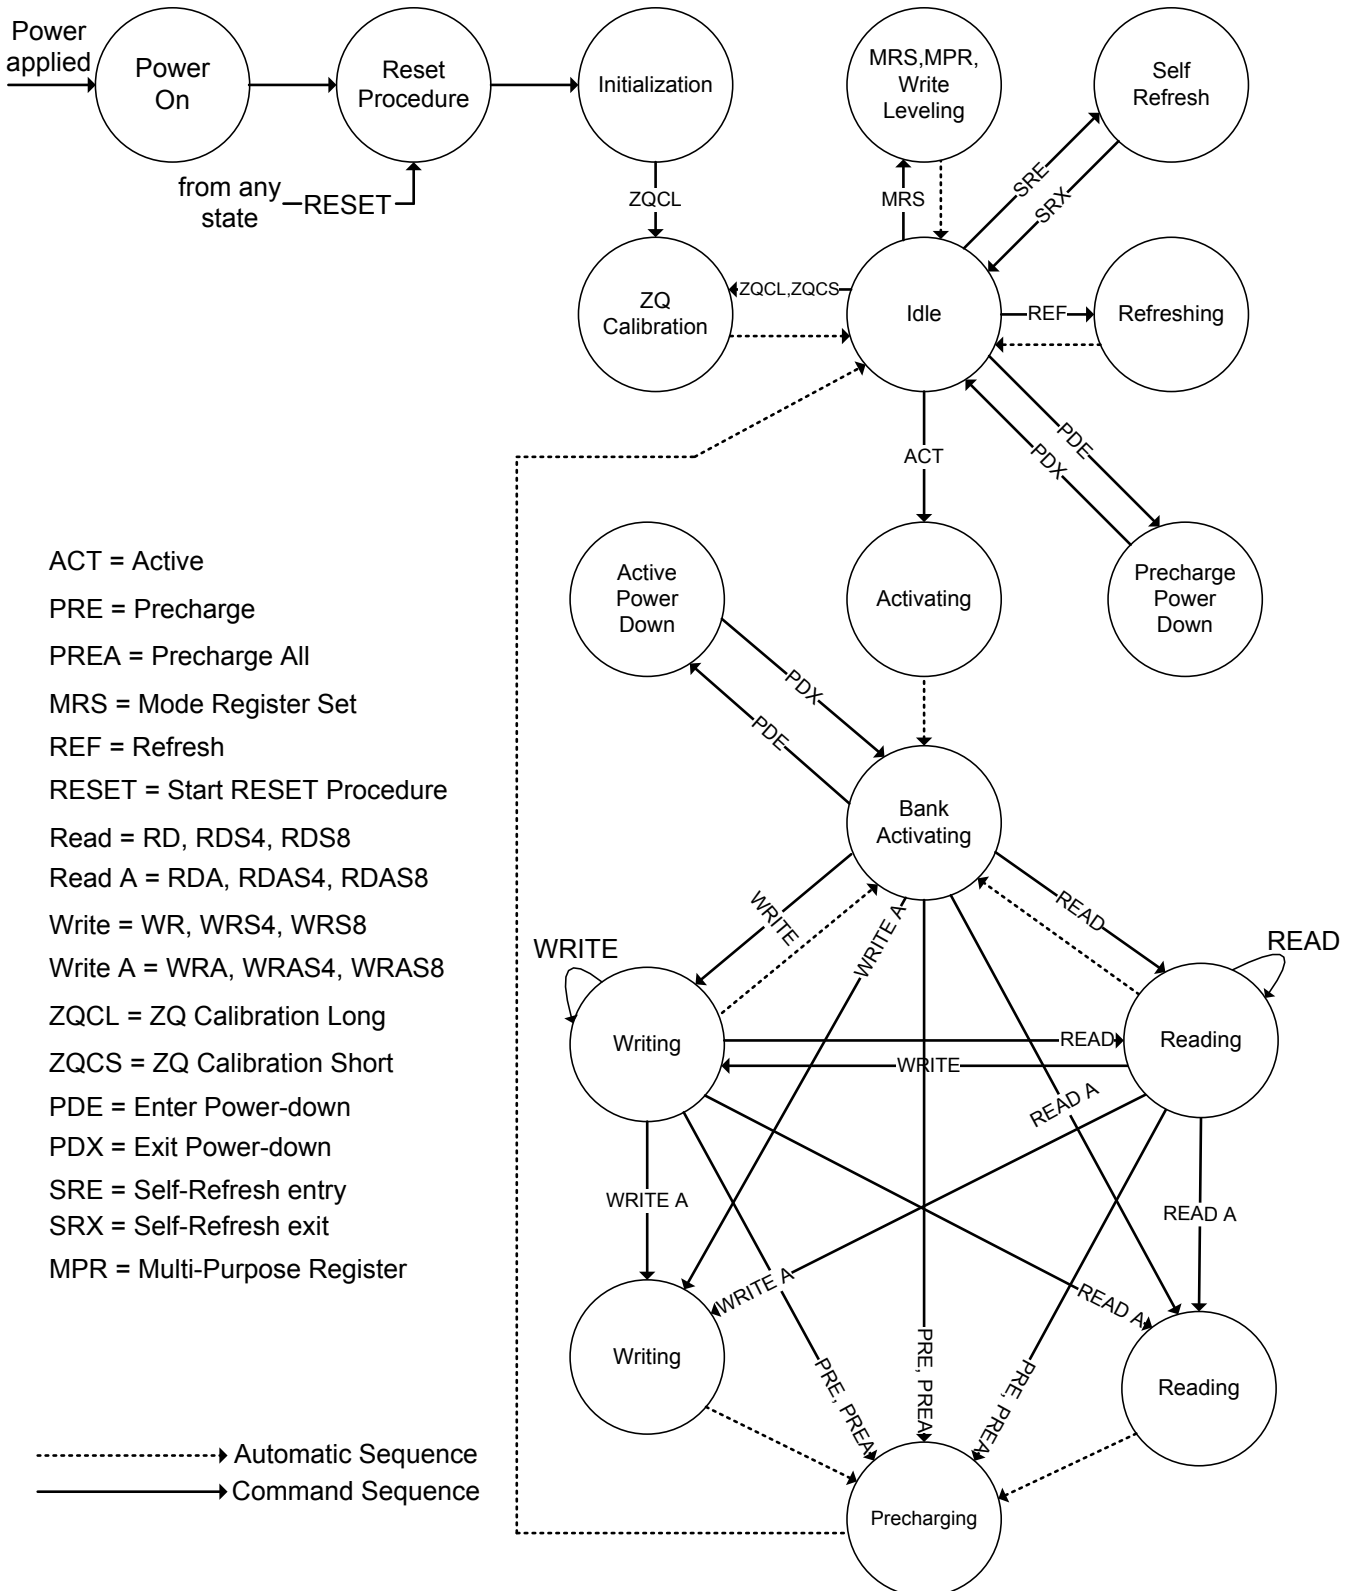 Power
applied
Power
On
Reset
Procedure
Initialization
MRS,MPR,
Write
Leveling
Self
Refresh
from any
state
RESET
ZQCL
MRS
SRE
SRX
ZQ
Calibration
ZQCL,ZQCS
Idle
REF
Refreshing
ACT
PDE
PDX
Active
Power
Down
Activating
Precharge
Power
Down
PDX
PDE
Bank
Activating
WRITE
WRITE A
READ
WRITE
READ
Writing
READ
WRITE
Reading
READ A
WRITE A
READ A
WRITE A
READ A
PRE, PREA
PRE, PREA
PRE, PREA
Writing
Reading
Precharging
ACT = Active
PRE = Precharge
PREA = Precharge All
MRS = Mode Register Set
REF = Refresh
RESET = Start RESET Procedure
Read = RD, RDS4, RDS8
Read A = RDA, RDAS4, RDAS8
Write = WR, WRS4, WRS8
Write A = WRA, WRAS4, WRAS8
ZQCL = ZQ Calibration Long
ZQCS = ZQ Calibration Short
PDE = Enter Power-down
PDX = Exit Power-down
SRE = Self-Refresh entry
SRX = Self-Refresh exit
MPR = Multi-Purpose Register
Automatic Sequence
Command Sequence